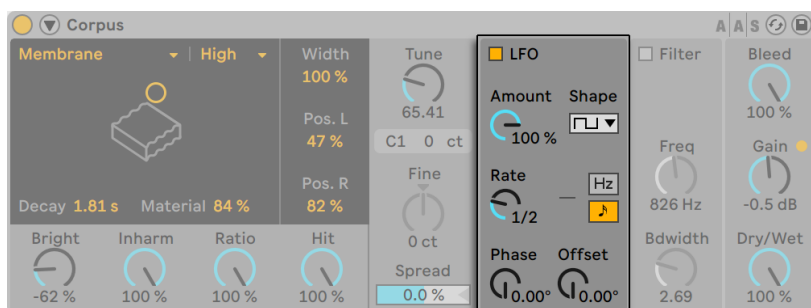 Corpus
A A S
Membrane
High
Width
100 %
Pos. L
47 %
Pos. R
82 %
Decay 1.81 s
Material 84 %
Bright
-62 %
Inharm
100 %
Ratio
100 %
Hit
100 %
Tune
65.41
C1 0 ct
Fine
0 ct
Spread
0.0 %
LFO
Amount
100 %
Shape
Rate
1/2
Hz
Phase
0.00°
Offset
0.00°
Filter
Freq
826 Hz
Bdwidth
2.69
Bleed
100 %
Gain
-0.5 dB
Dry/Wet
100 %